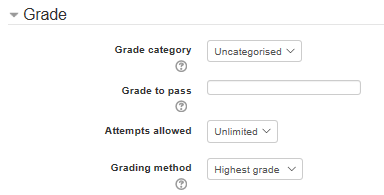 Grade
Grade category Uncategorised
Grade to pass
Attempts allowed Unlimited
Grading method Highest grade